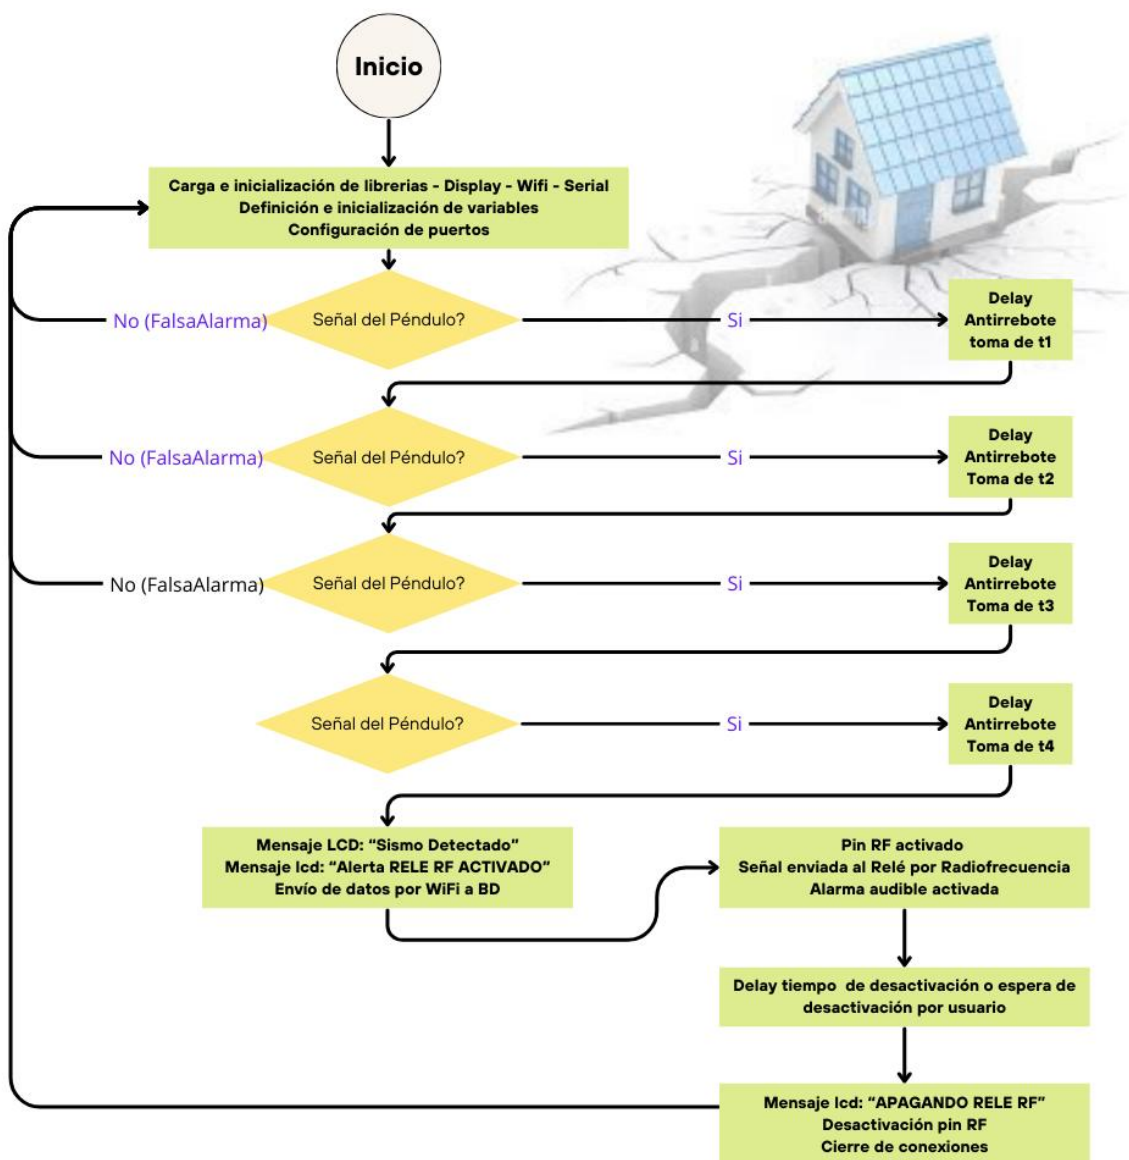 Inicio
Carga e inicialización de librerias - Display - Wifi - Serial
Definición e inicialización de variables
Configuración de puertos
No (FalsaAlarma)
Señal del Péndulo?
Si
Delay
Antirrebote
toma de t1
No (FalsaAlarma)
Señal del Péndulo?
Si
Delay
Antirrebote
Toma de t2
No (FalsaAlarma)
Señal del Péndulo?
Si
Delay
Antirrebote
Toma de t3
Señal del Péndulo?
Si
Delay
Antirrebote
Toma de t4
Mensaje LCD: “Sismo Detectado”
Mensaje lcd: “Alerta RELE RF ACTIVADO”
Envío de datos por WiFi a BD
Pin RF activado
Señal enviada al Relé por Radiofrecuencia
Alarma audible activada
Delay tiempo  de desactivación o espera de
desactivación por usuario
Mensaje lcd: “APAGANDO RELE RF”
Desactivación pin RF
Cierre de conexiones